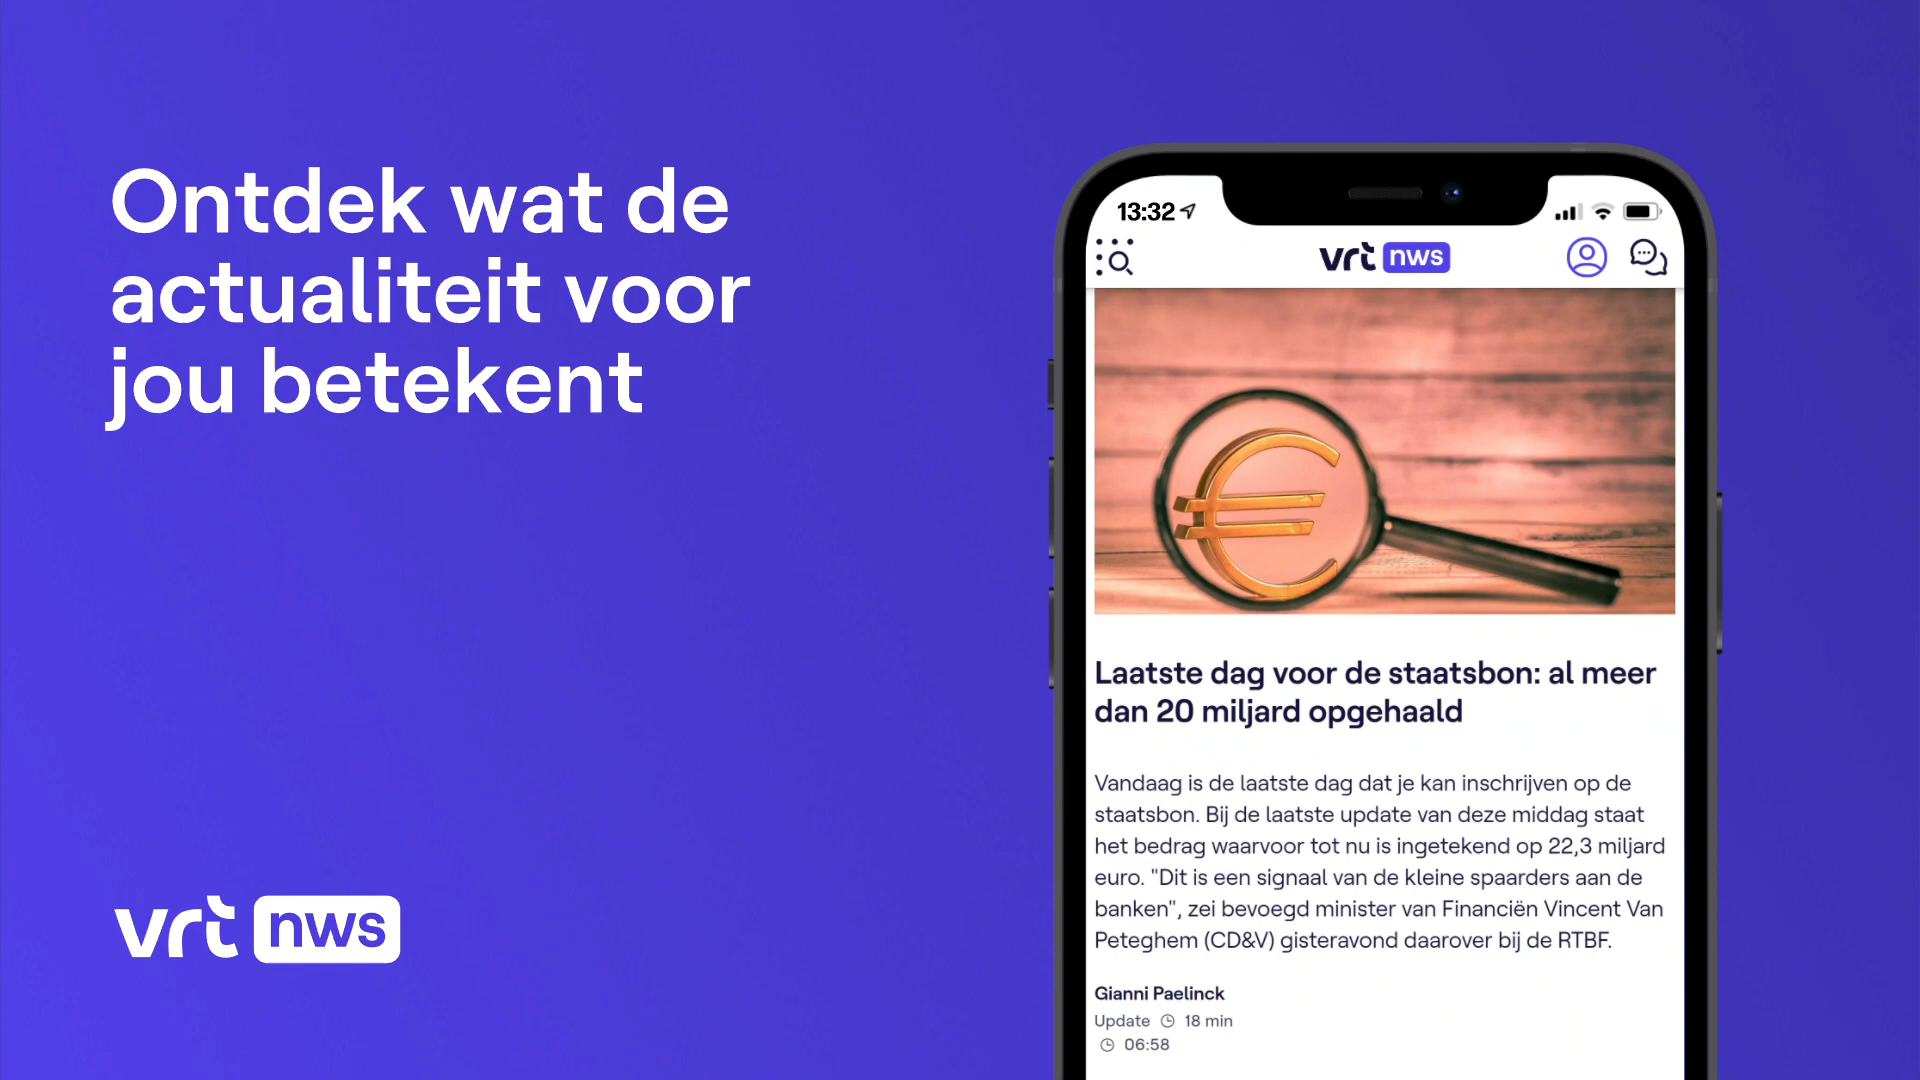 Ontdek wat de
actualiteit voor
jou betekent
vrt nws
13:32
vrt nws
Laatste dag voor de staatsbon: al meer
dan 20 miljard opgehaald
Vandaag is de laatste dag dat je kan inschrijven op de
staatsbon. Bij de laatste update van deze middag staat
het bedrag waarvoor tot nu is ingetekend op 22,3 miljard
euro. "Dit is een signaal van de kleine spaarders aan de
banken", zei bevoegd minister van Financiën Vincent Van
Peteghem (CD&V) gisteravond daarover bij de RTBF.
Gianni Paelinck
Update 18 min
06:58